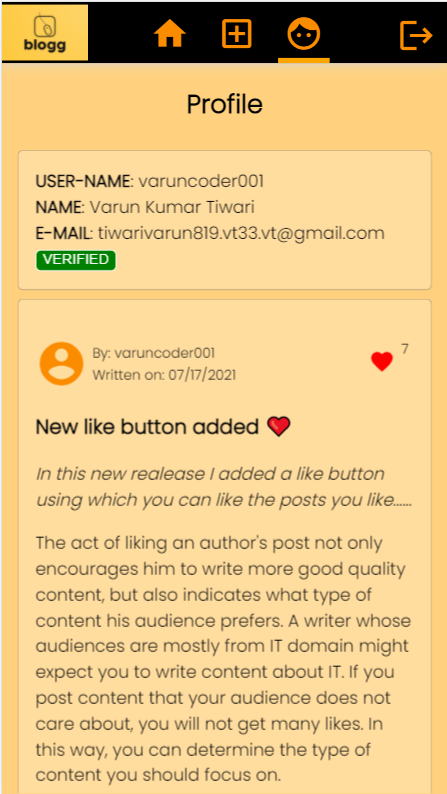 blogg
Profile
USER-NAME: varuncoder001
NAME: Varun Kumar Tiwari
E-MAIL: tiwarivarun819.vt33.vt@gmail.com
VERIFIED
By: varuncoder001
7
Written on: 07/17/2021
New like button added ❤️
In this new realease I added a like button
using which you can like the posts you like......
The act of liking an author's post not only
encourages him to write more good quality
content, but also indicates what type of
content his audience prefers. A writer whose
audiences are mostly from IT domain might
expect you to write content about IT. If you
post content that your audience does not
care about, you will not get many likes. In
this way, you can determine the type of
content you should focus on.